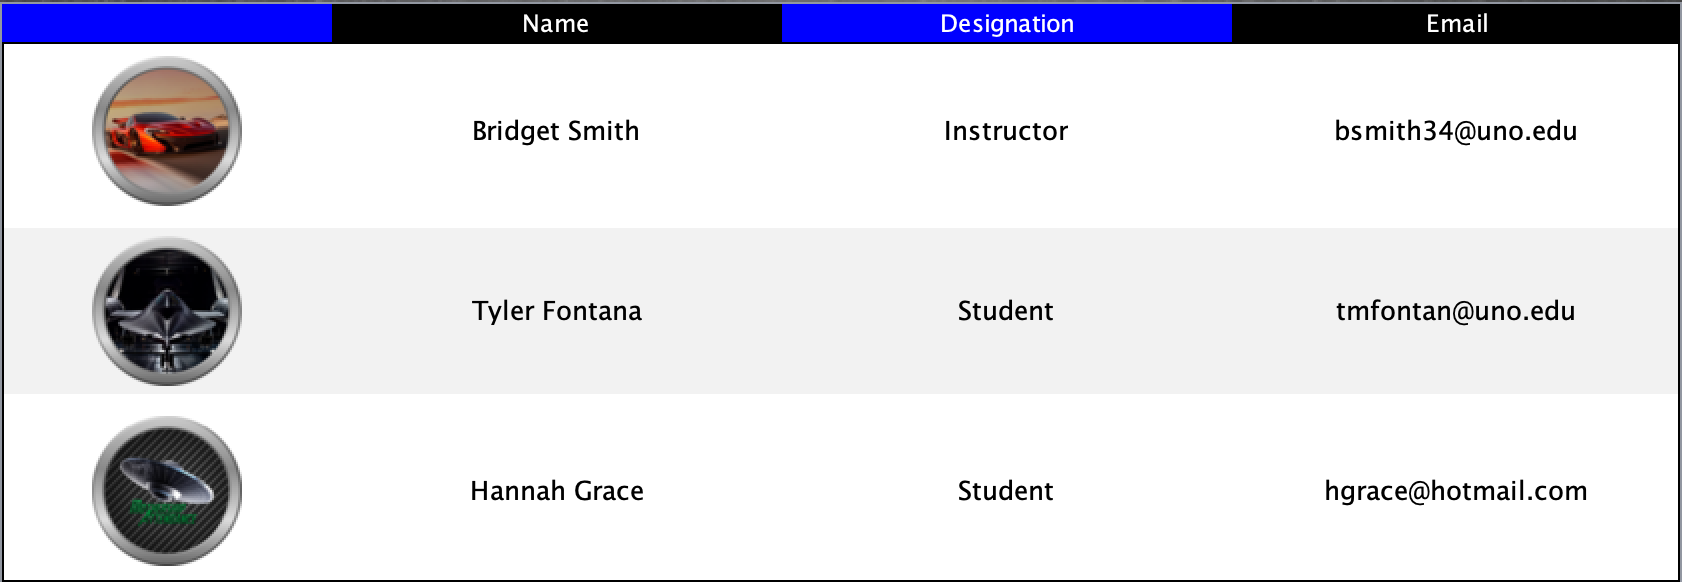 Name Designation Email
Bridget Smith Instructor bsmith34@uno.edu
Tyler Fontana Student tmfontan@uno.edu
Hannah Grace Student hgrace@hotmail.com